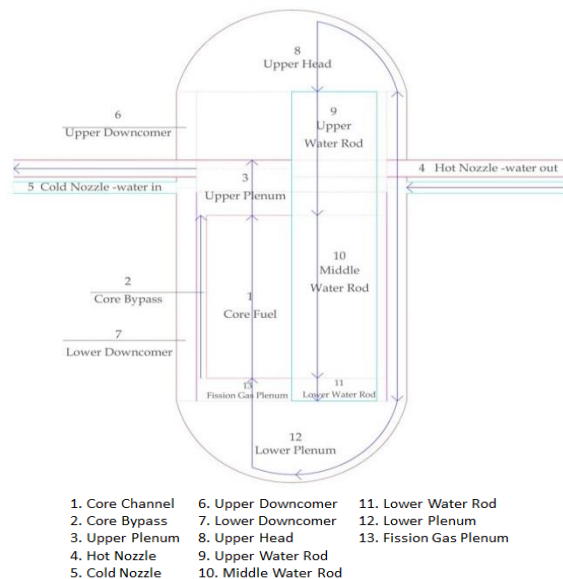 8
Upper Head
6
Upper Downcomer
9
Upper
Water Rod
4 Hot Nozzle -water out
3
Upper Plenum
5 Cold Nozzle -water in
10
Middle
Water Rod
2
Core Bypass
1
Core Fuel
7
Lower Downcomer
13
Fission Gas Plenum
11
Lower Water Rod
12
Lower Plenum
1. Core Channel
2. Core Bypass
3. Upper Plenum
4. Hot Nozzle
5. Cold Nozzle
6. Upper Downcomer
7. Lower Downcomer
8. Upper Head
9. Upper Water Rod
10. Middle Water Rod
11. Lower Water Rod
12. Lower Plenum
13. Fission Gas Plenum